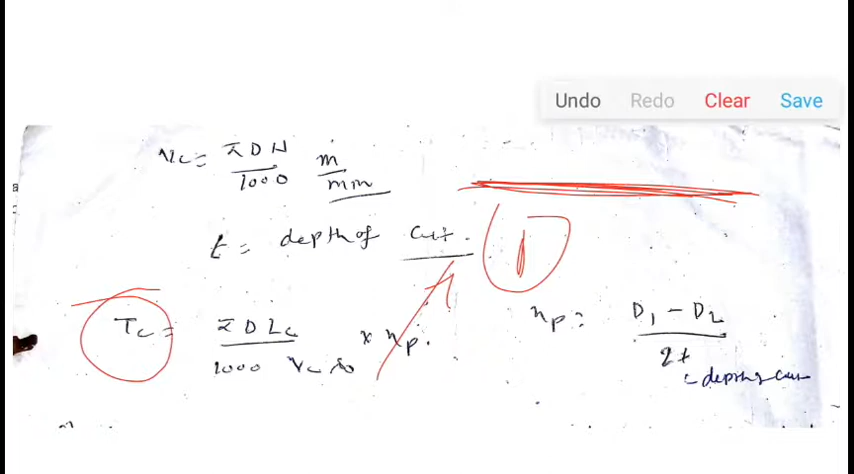 Undo Redo Clear Save
Vc = πDN/1000 m/min
t = depth of cut.
Tc = πDLc/1000 Vc So × np.
np = D1 - D2/2t
= depth of cut